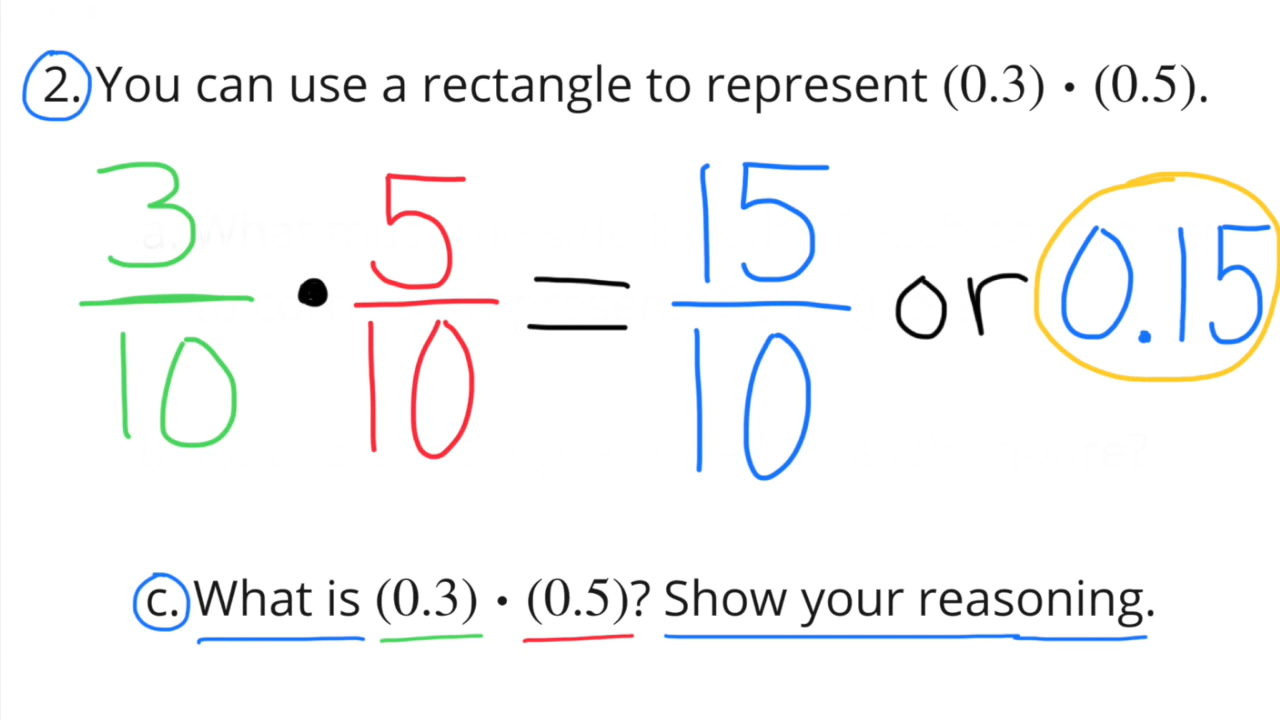 2. You can use a rectangle to represent (0.3) · (0.5).
3/10 · 5/10 = 15/10 or 0.15
c. What is (0.3) · (0.5)? Show your reasoning.